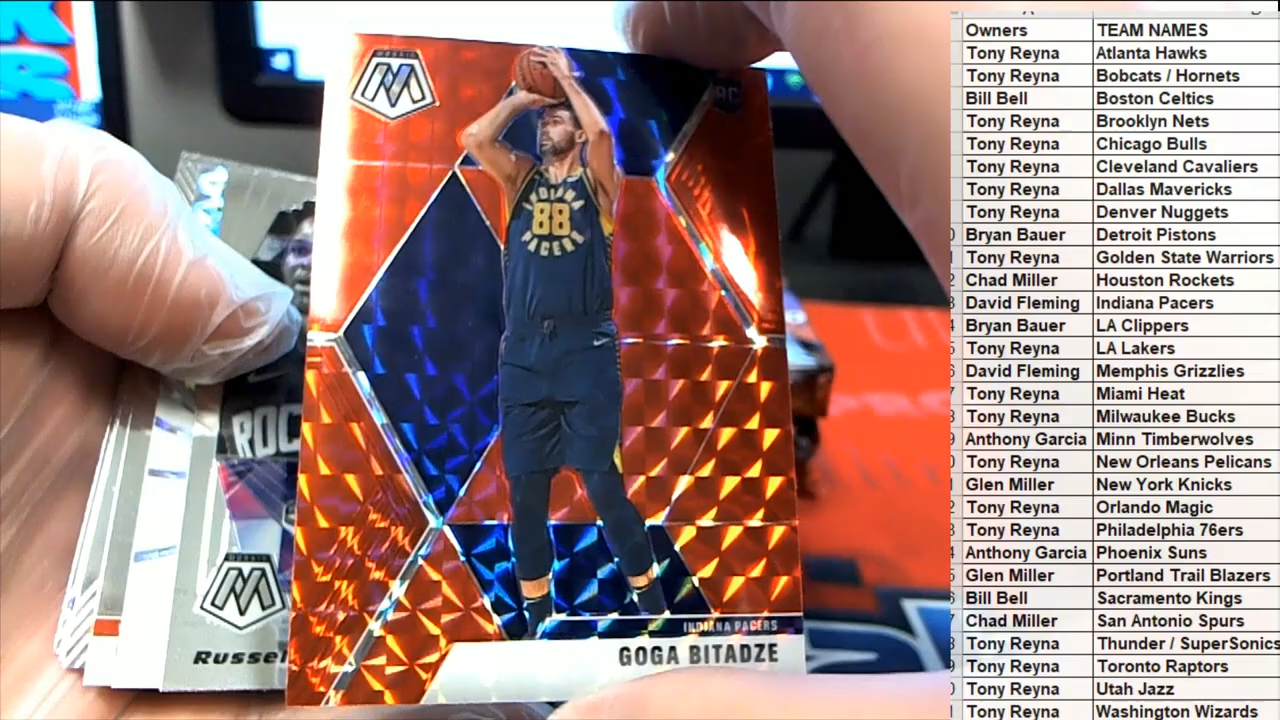 MOSAIC
RC
INDIANA
88
PACERS
INDIANA PACERS
GOGA BITADZE
ROC
MOSAIC
Russel
Owners TEAM NAMES
Tony Reyna Atlanta Hawks
Tony Reyna Bobcats / Hornets
Bill Bell Boston Celtics
Tony Reyna Brooklyn Nets
Tony Reyna Chicago Bulls
Tony Reyna Cleveland Cavaliers
Tony Reyna Dallas Mavericks
Tony Reyna Denver Nuggets
Bryan Bauer Detroit Pistons
Tony Reyna Golden State Warriors
Chad Miller Houston Rockets
David Fleming Indiana Pacers
Bryan Bauer LA Clippers
Tony Reyna LA Lakers
David Fleming Memphis Grizzlies
Tony Reyna Miami Heat
Tony Reyna Milwaukee Bucks
Anthony Garcia Minn Timberwolves
Tony Reyna New Orleans Pelicans
Glen Miller New York Knicks
Tony Reyna Orlando Magic
Tony Reyna Philadelphia 76ers
Anthony Garcia Phoenix Suns
Glen Miller Portland Trail Blazers
Bill Bell Sacramento Kings
Chad Miller San Antonio Spurs
Tony Reyna Thunder / SuperSonics
Tony Reyna Toronto Raptors
Tony Reyna Utah Jazz
Tony Reyna Washington Wizards